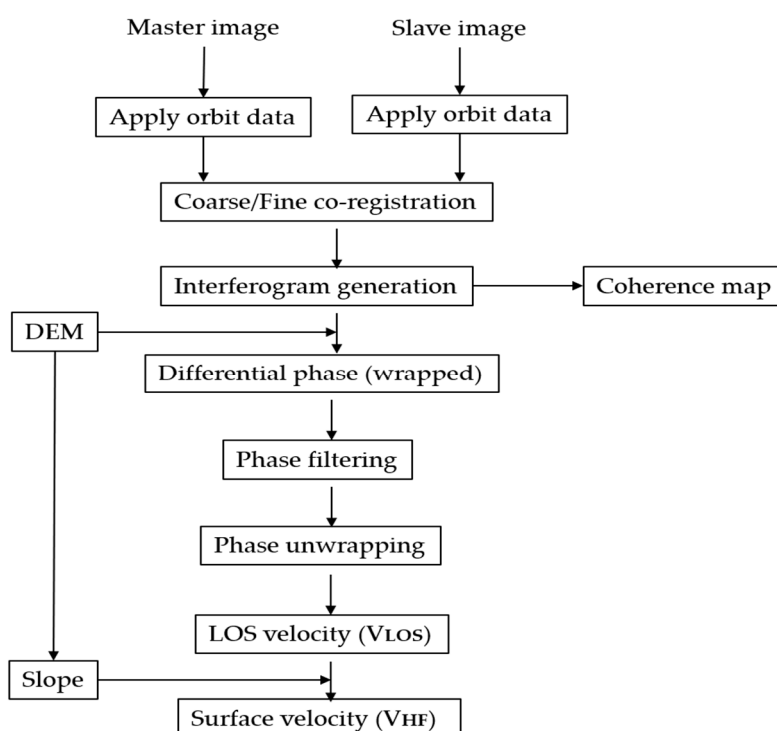 Master image
Slave image
Apply orbit data
Apply orbit data
Coarse/Fine co-registration
Interferogram generation
Coherence map
DEM
Differential phase (wrapped)
Phase filtering
Phase unwrapping
LOS velocity (VLOS)
Slope
Surface velocity (VHF)